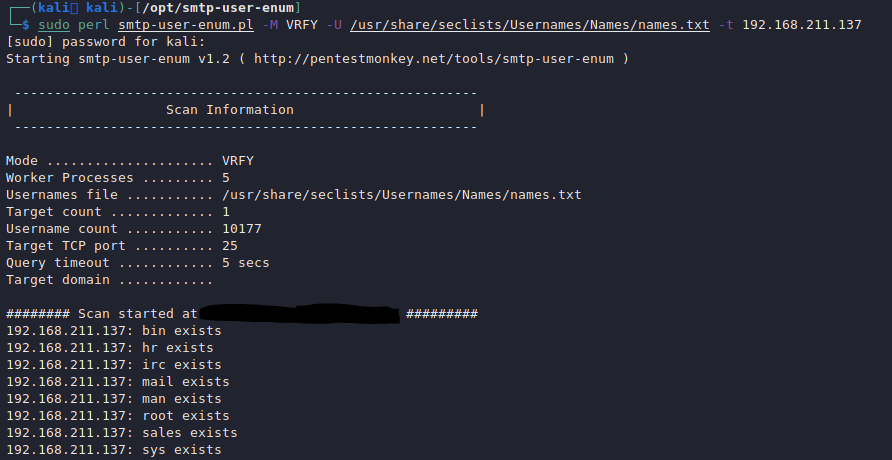 ┌──(kali kali)-[/opt/smtp-user-enum]
└─$ sudo perl smtp-user-enum.pl -M VRFY -U /usr/share/seclists/Usernames/Names/names.txt -t 192.168.211.137
[sudo] password for kali:
Starting smtp-user-enum v1.2 ( http://pentestmonkey.net/tools/smtp-user-enum )
----------------------------------------------------------
|                   Scan Information                       |
----------------------------------------------------------
Mode ..................... VRFY
Worker Processes ......... 5
Usernames file ........... /usr/share/seclists/Usernames/Names/names.txt
Target count ............. 1
Username count ........... 10177
Target TCP port .......... 25
Query timeout ............ 5 secs
Target domain ............
######## Scan started at #########
192.168.211.137: bin exists
192.168.211.137: hr exists
192.168.211.137: irc exists
192.168.211.137: mail exists
192.168.211.137: man exists
192.168.211.137: root exists
192.168.211.137: sales exists
192.168.211.137: sys exists